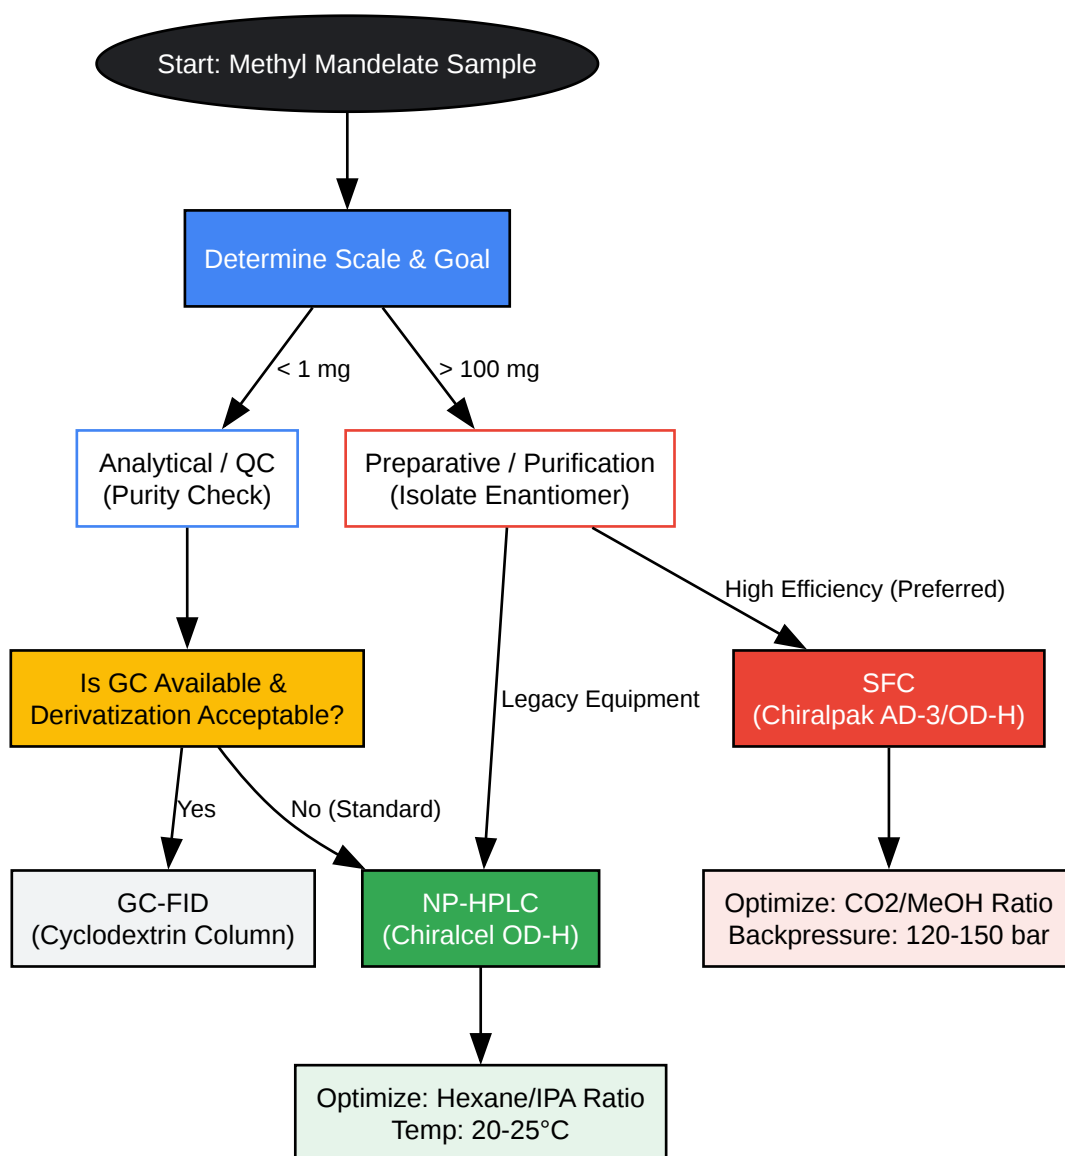 Start: Methyl Mandelate Sample
Determine Scale & Goal
< 1 mg
> 100 mg
Analytical / QC
(Purity Check)
Preparative / Purification
(Isolate Enantiomer)
High Efficiency (Preferred)
Is GC Available &
Derivatization Acceptable?
Legacy Equipment
SFC
(Chiralpak AD-3/OD-H)
Yes
No (Standard)
GC-FID
(Cyclodextrin Column)
NP-HPLC
(Chiralcel OD-H)
Optimize: CO2/MeOH Ratio
Backpressure: 120-150 bar
Optimize: Hexane/IPA Ratio
Temp: 20-25°C